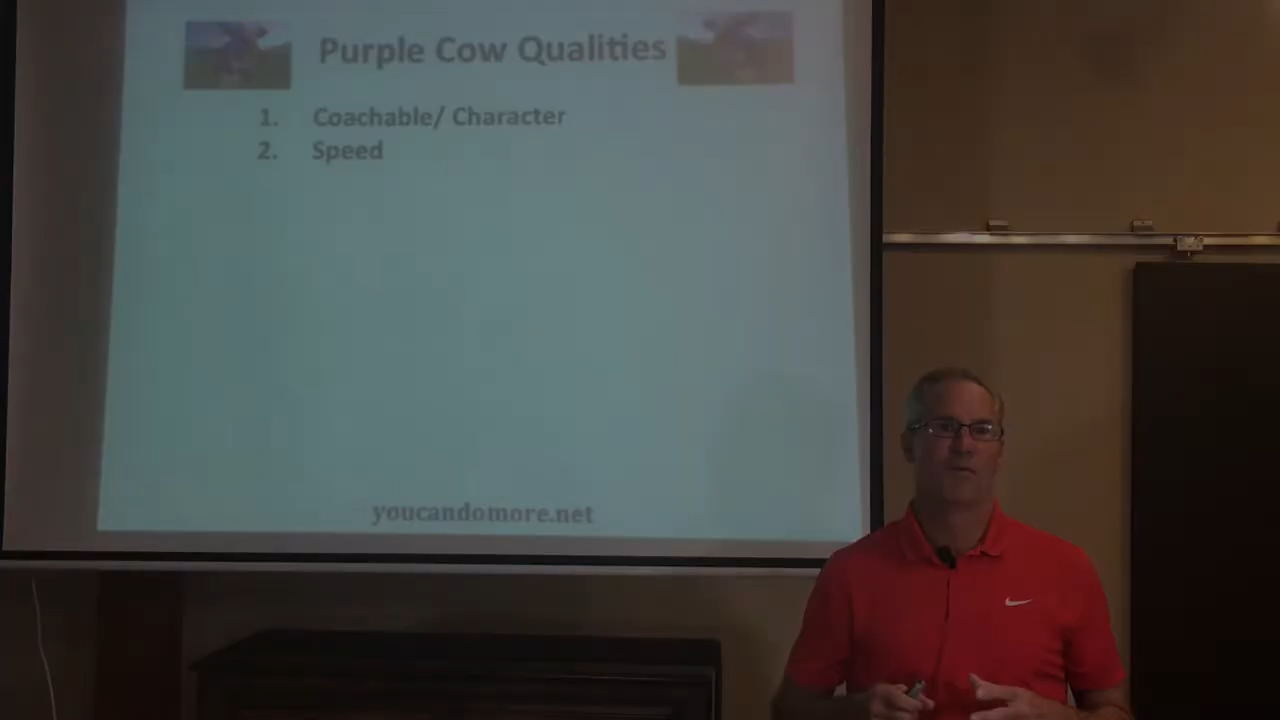 Purple Cow Qualities
1. Coachable/ Character
2. Speed
youcandomore.net